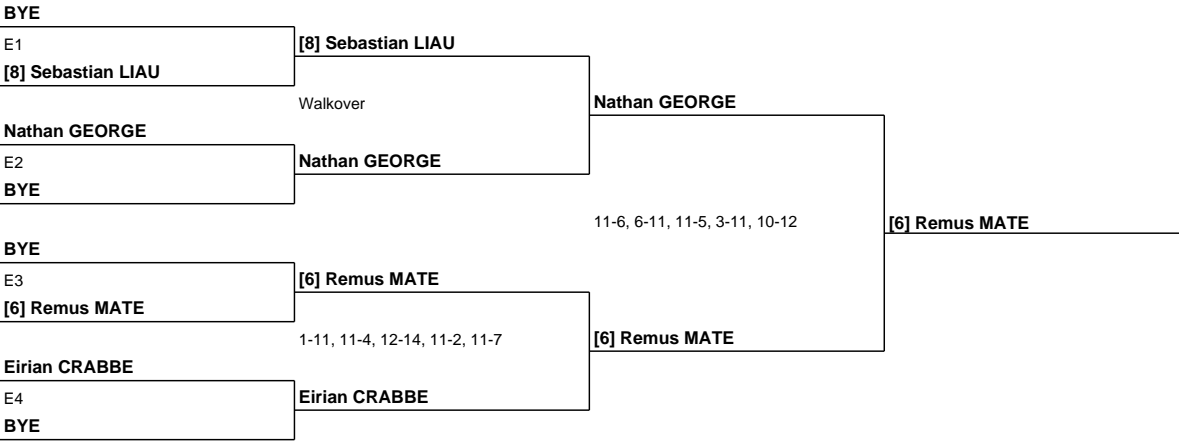 BYE
E1
[8] Sebastian LIAU
[8] Sebastian LIAU
Walkover
Nathan GEORGE
Nathan GEORGE
E2
Nathan GEORGE
BYE
11-6, 6-11, 11-5, 3-11, 10-12
[6] Remus MATE
BYE
E3
[6] Remus MATE
[6] Remus MATE
1-11, 11-4, 12-14, 11-2, 11-7
[6] Remus MATE
Eirian CRABBE
E4
Eirian CRABBE
BYE